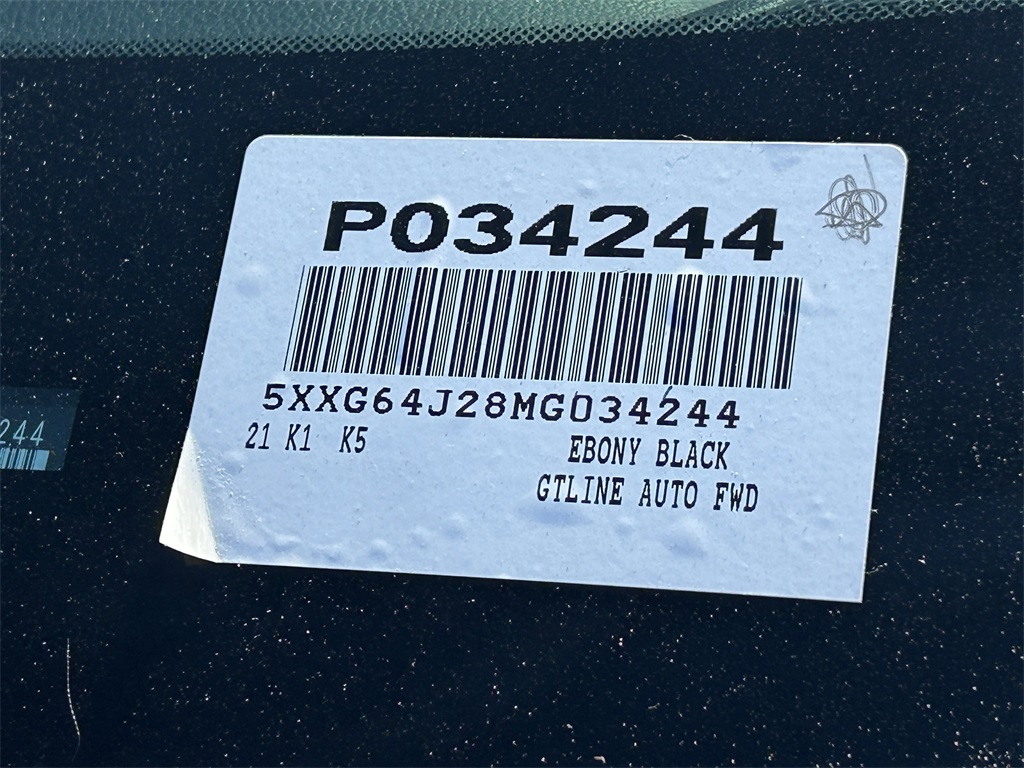 P034244
5XXG64J28MG034244
21 K1 K5
EBONY BLACK
GTLINE AUTO FWD
244